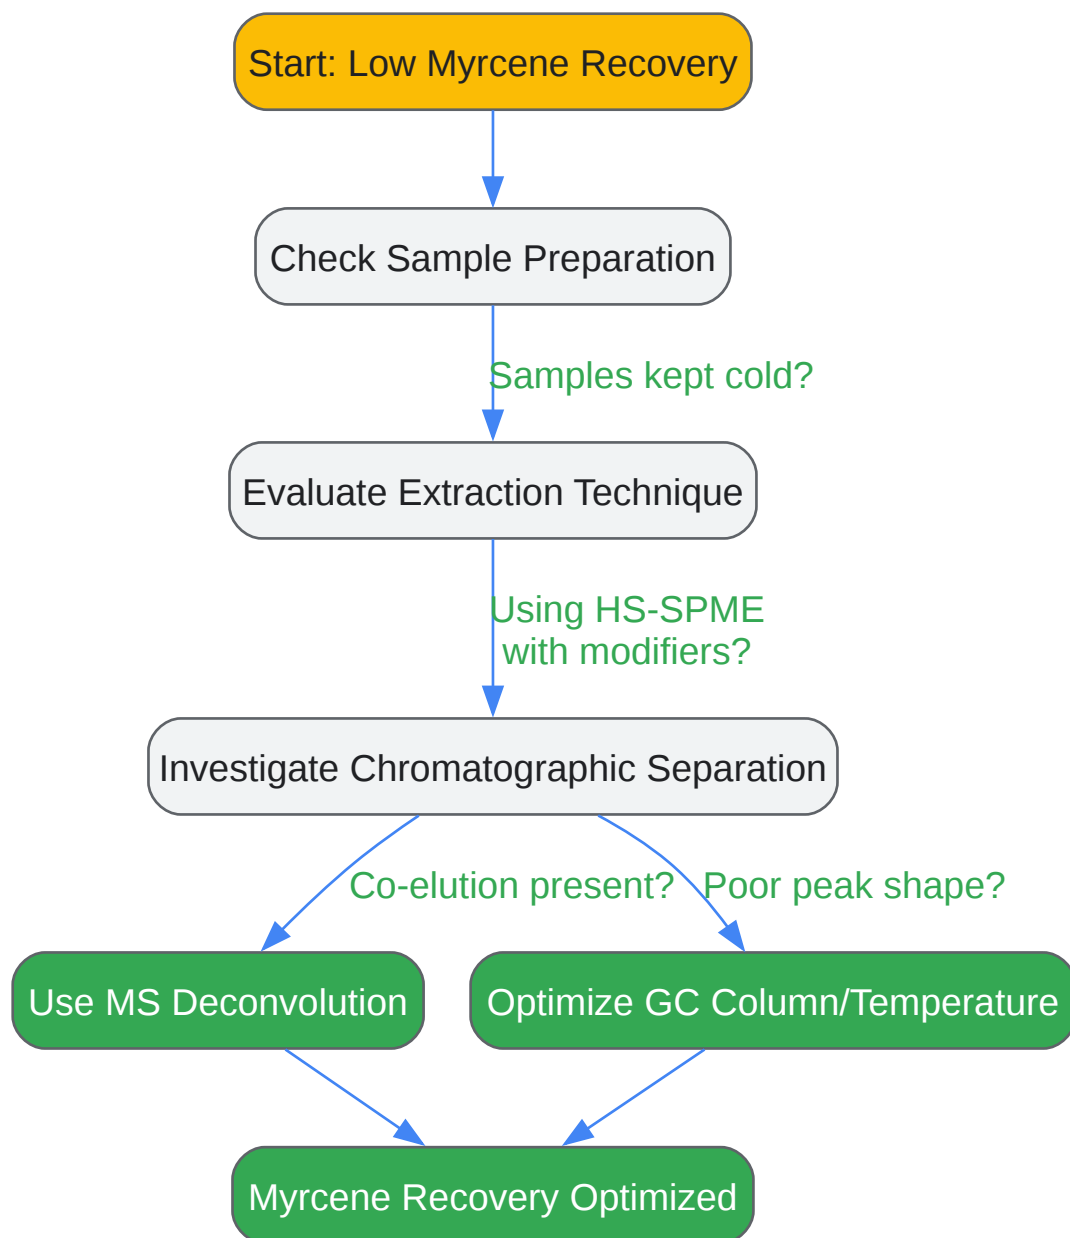 Start: Low Myrcene Recovery
Check Sample Preparation
Samples kept cold?
Evaluate Extraction Technique
Using HS-SPME
with modifiers?
Investigate Chromatographic Separation
Co-elution present?
Poor peak shape?
Use MS Deconvolution
Optimize GC Column/Temperature
Myrcene Recovery Optimized